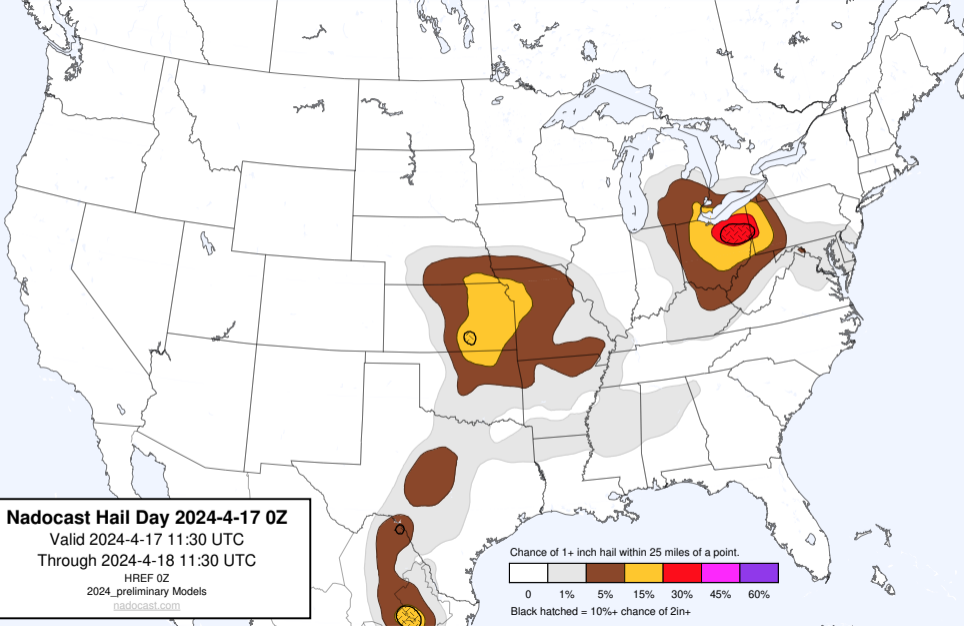 Nadocast Hail Day 2024-4-17 0Z
Valid 2024-4-17 11:30 UTC
Through 2024-4-18 11:30 UTC
HREF 0Z
2024_preliminary Models
nadocast.com
Chance of 1+ inch hail within 25 miles of a point.
0 1% 5% 15% 30% 45% 60%
Black hatched = 10%+ chance of 2in+